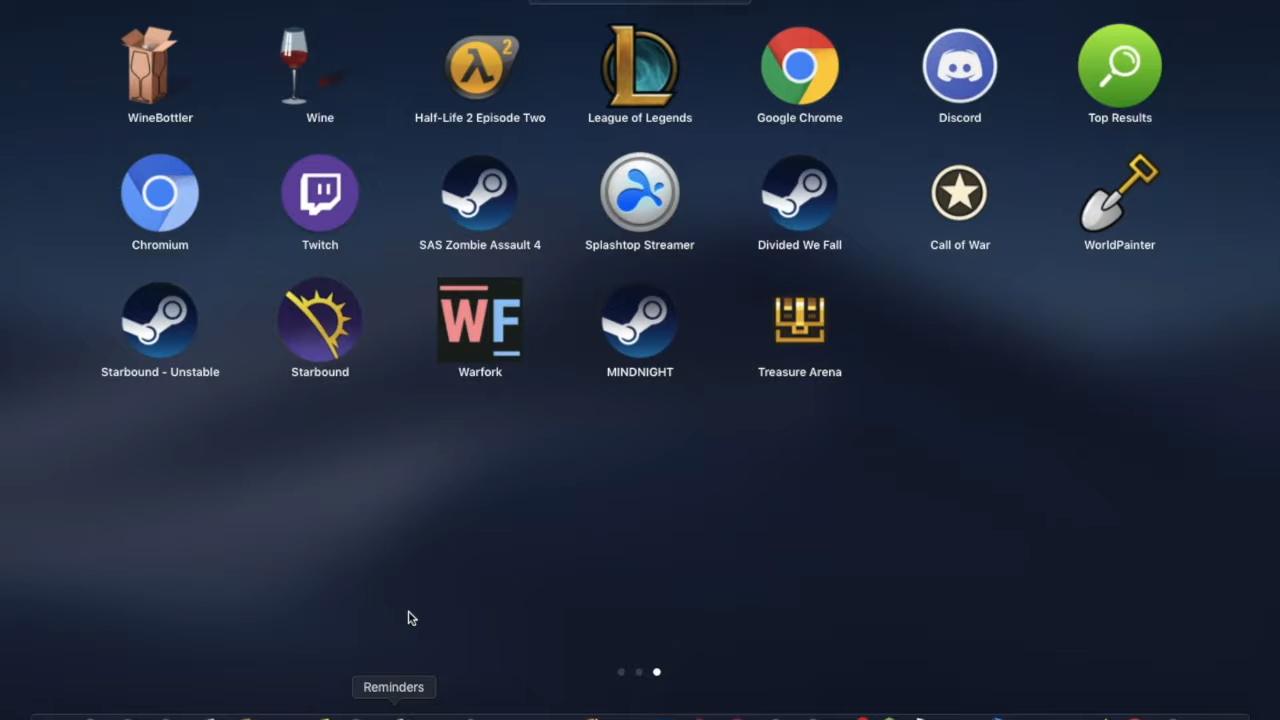 2
WineBottler
Wine
Half-Life 2 Episode Two
League of Legends
Google Chrome
Discord
Top Results
Chromium
Twitch
SAS Zombie Assault 4
Splashtop Streamer
Divided We Fall
Call of War
WorldPainter
WF
Starbound - Unstable
Starbound
Warfork
MINDNIGHT
Treasure Arena
Reminders